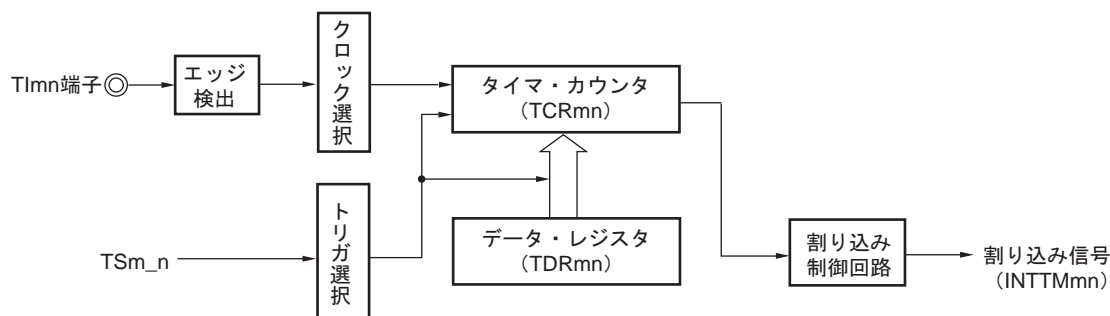 TImn端子
エッジ
検出
クロック選択
タイマ・カウンタ
（TCRmn）
TSm_n
トリガ選択
データ・レジスタ
（TDRmn）
割り込み
制御回路
割り込み信号
（INTTMmn）